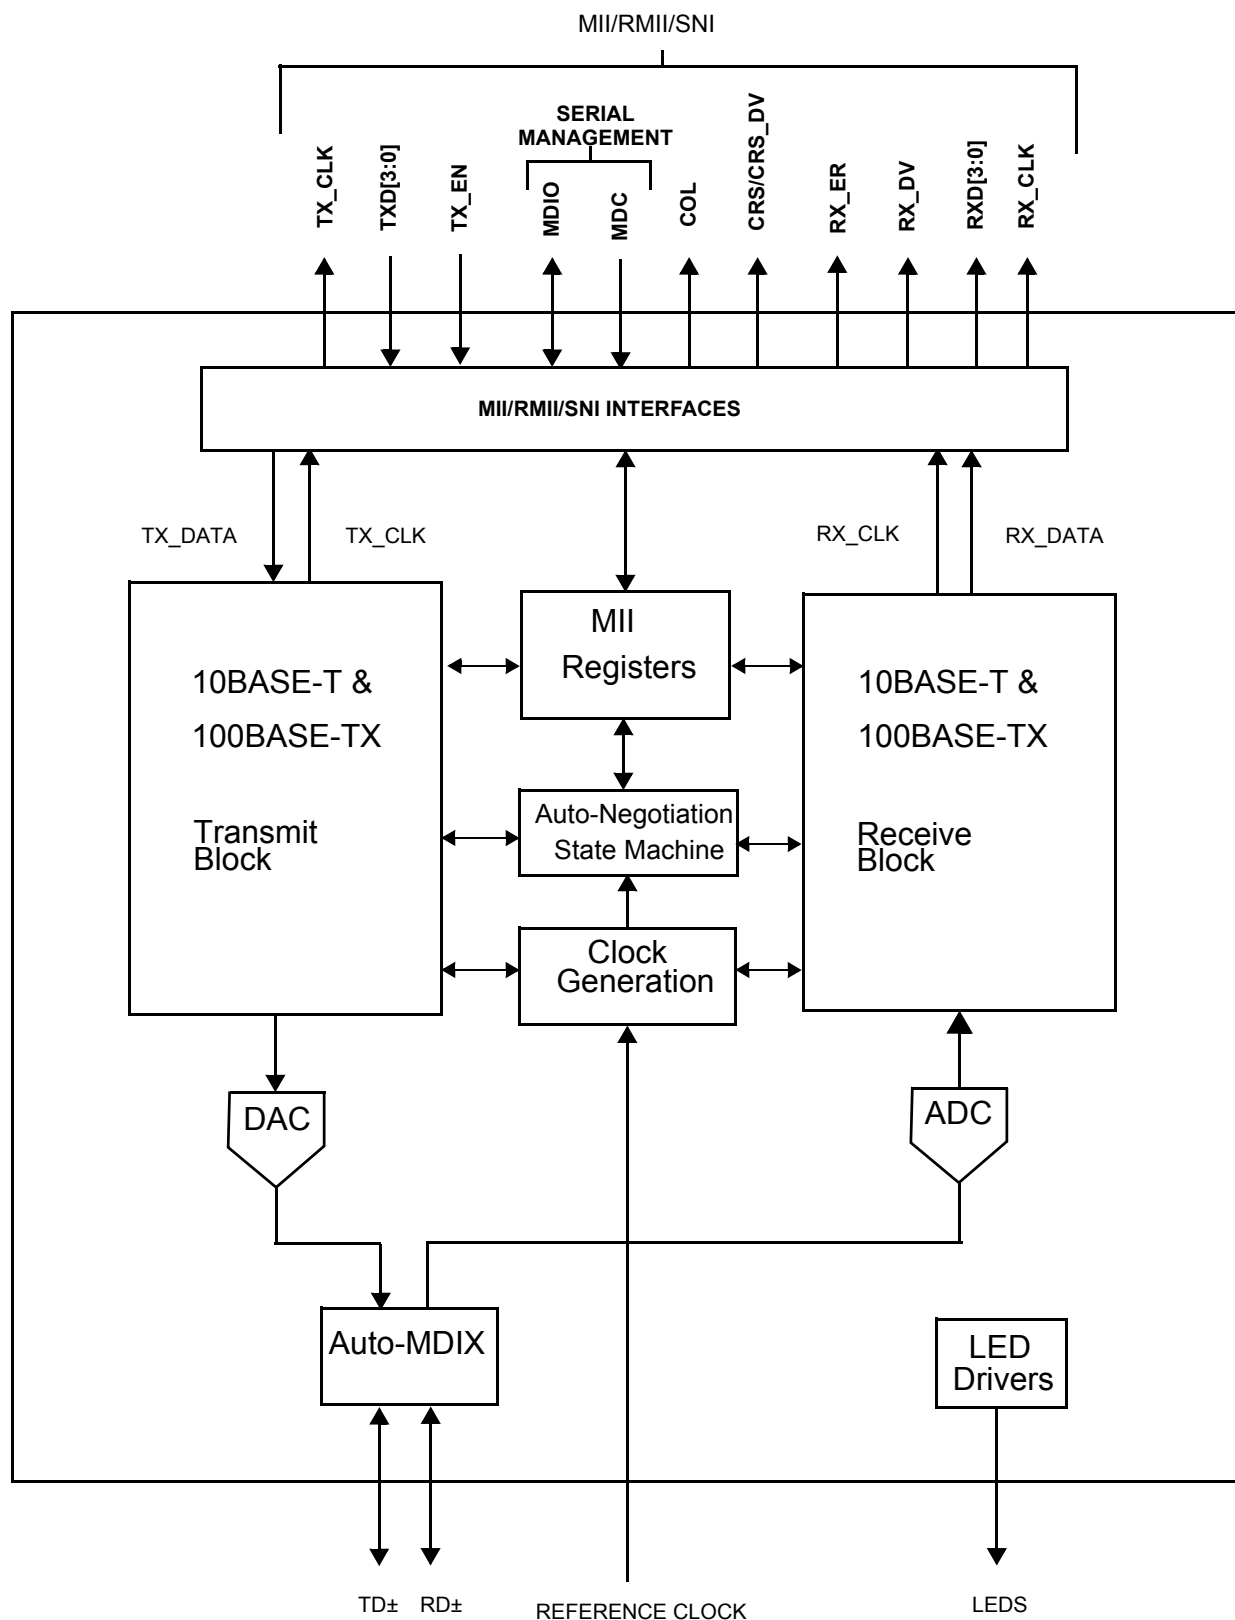 MII/RMII/SNI
SERIAL
MANAGEMENT
TX_CLK
TXD[3:0]
TX_EN
MDIO
MDC
COL
CRS/CRS_DV
RX_ER
RX_DV
RXD[3:0]
RX_CLK
MII/RMII/SNI INTERFACES
TX_DATA
TX_CLK
RX_CLK
RX_DATA
10BASE-T &
100BASE-TX
Transmit
Block
MII
Registers
10BASE-T &
100BASE-TX
Receive
Block
Auto-Negotiation
State Machine
Clock
Generation
DAC
ADC
Auto-MDIX
LED
Drivers
TD±
RD±
REFERENCE CLOCK
LEDS